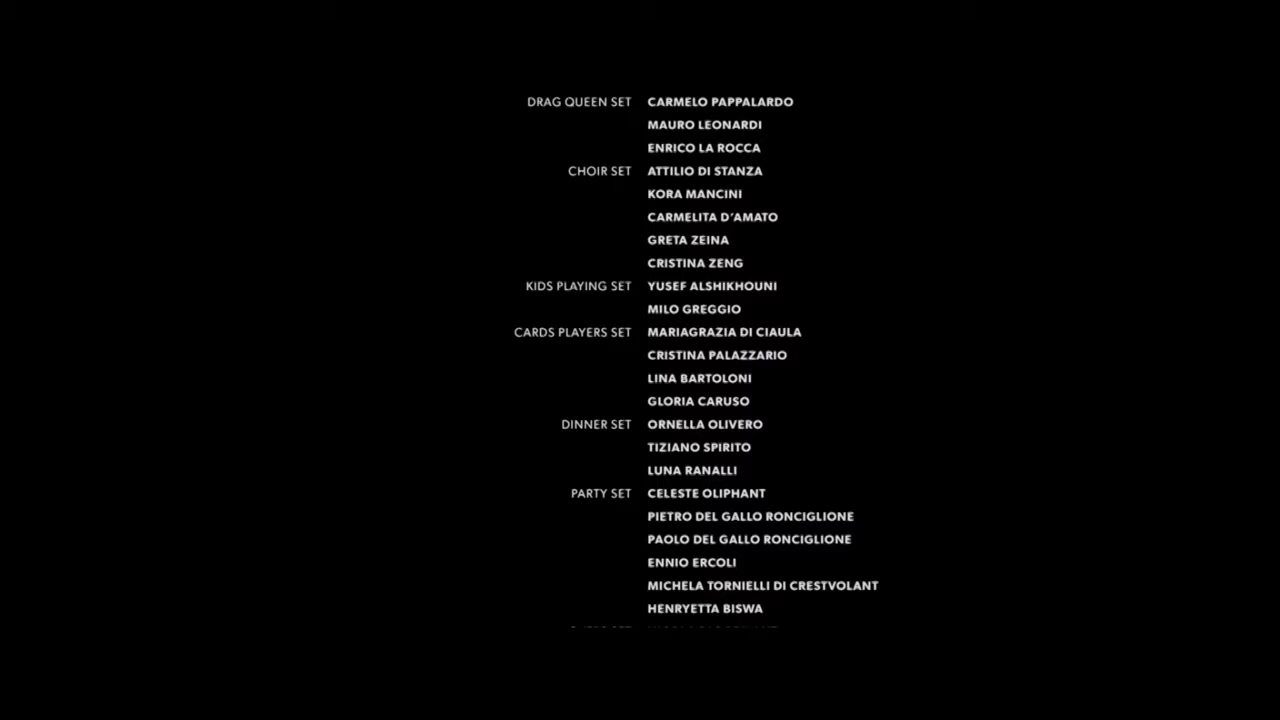 DRAG QUEEN SET CARMELO PAPPALARDO
MAURO LEONARDI
ENRICO LA ROCCA
CHOIR SET ATTILIO DI STANZA
KORA MANCINI
CARMELITA D'AMATO
GRETA ZEINA
CRISTINA ZENG
KIDS PLAYING SET YUSEF ALSHIKHOUNI
MILO GREGGIO
CARDS PLAYERS SET MARIAGRAZIA DI CIAULA
CRISTINA PALAZZARIO
LINA BARTOLONI
GLORIA CARUSO
DINNER SET ORNELLA OLIVERO
TIZIANO SPIRITO
LUNA RANALLI
PARTY SET CELESTE OLIPHANT
PIETRO DEL GALLO RONCIGLIONE
PAOLO DEL GALLO RONCIGLIONE
ENNIO ERCOLI
MICHELA TORNIELLI DI CRESTVOLANT
HENRYETTA BISWA